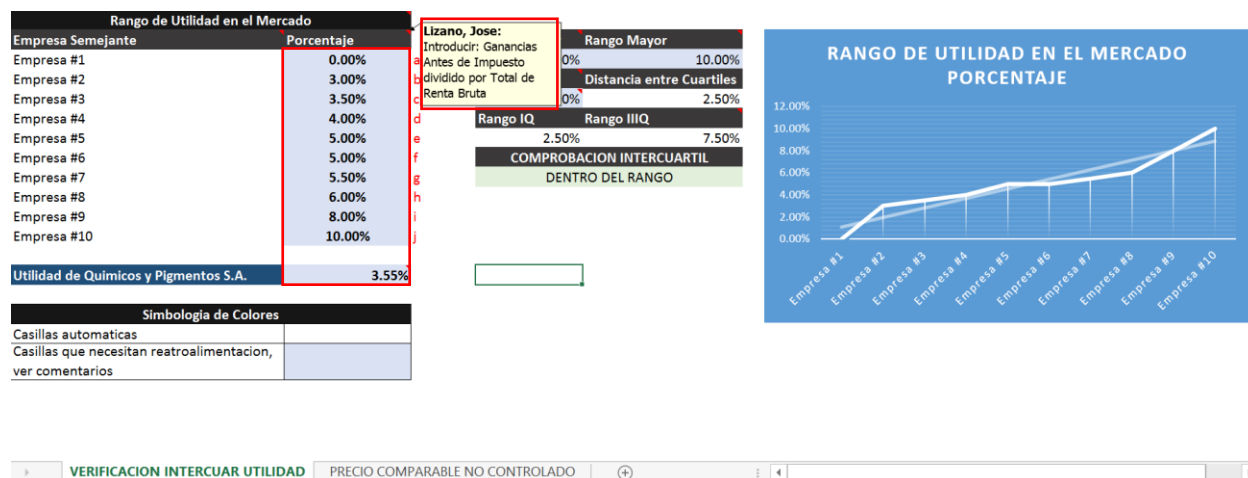 Rango de Utilidad en el Mercado
Empresa Semejante Porcentaje
Empresa #1 0.00% a
Empresa #2 3.00% b
Empresa #3 3.50% c
Empresa #4 4.00% d
Empresa #5 5.00% e
Empresa #6 5.00% f
Empresa #7 5.50% g
Empresa #8 6.00% h
Empresa #9 8.00% i
Empresa #10 10.00% j
Utilidad de Quimicos y Pigmentos S.A. 3.55%
Simbologia de Colores
Casillas automaticas
Casillas que necesitan reatroalimentacion,
ver comentarios
Lizano, Jose:
Introducir: Ganancias
Antes de Impuesto
dividido por Total de
Renta Bruta
Rango Mayor
0% 10.00%
Distancia entre Cuartiles
0% 2.50%
Rango IQ Rango IIIQ
2.50% 7.50%
COMPROBACION INTERCUARTIL
DENTRO DEL RANGO
RANGO DE UTILIDAD EN EL MERCADO
PORCENTAJE
12.00%
10.00%
8.00%
6.00%
4.00%
2.00%
0.00%
Empresa #1
Empresa #2
Empresa #3
Empresa #4
Empresa #5
Empresa #6
Empresa #7
Empresa #8
Empresa #9
Empresa #10
VERIFICACION INTERCUAR UTILIDAD PRECIO COMPARABLE NO CONTROLADO